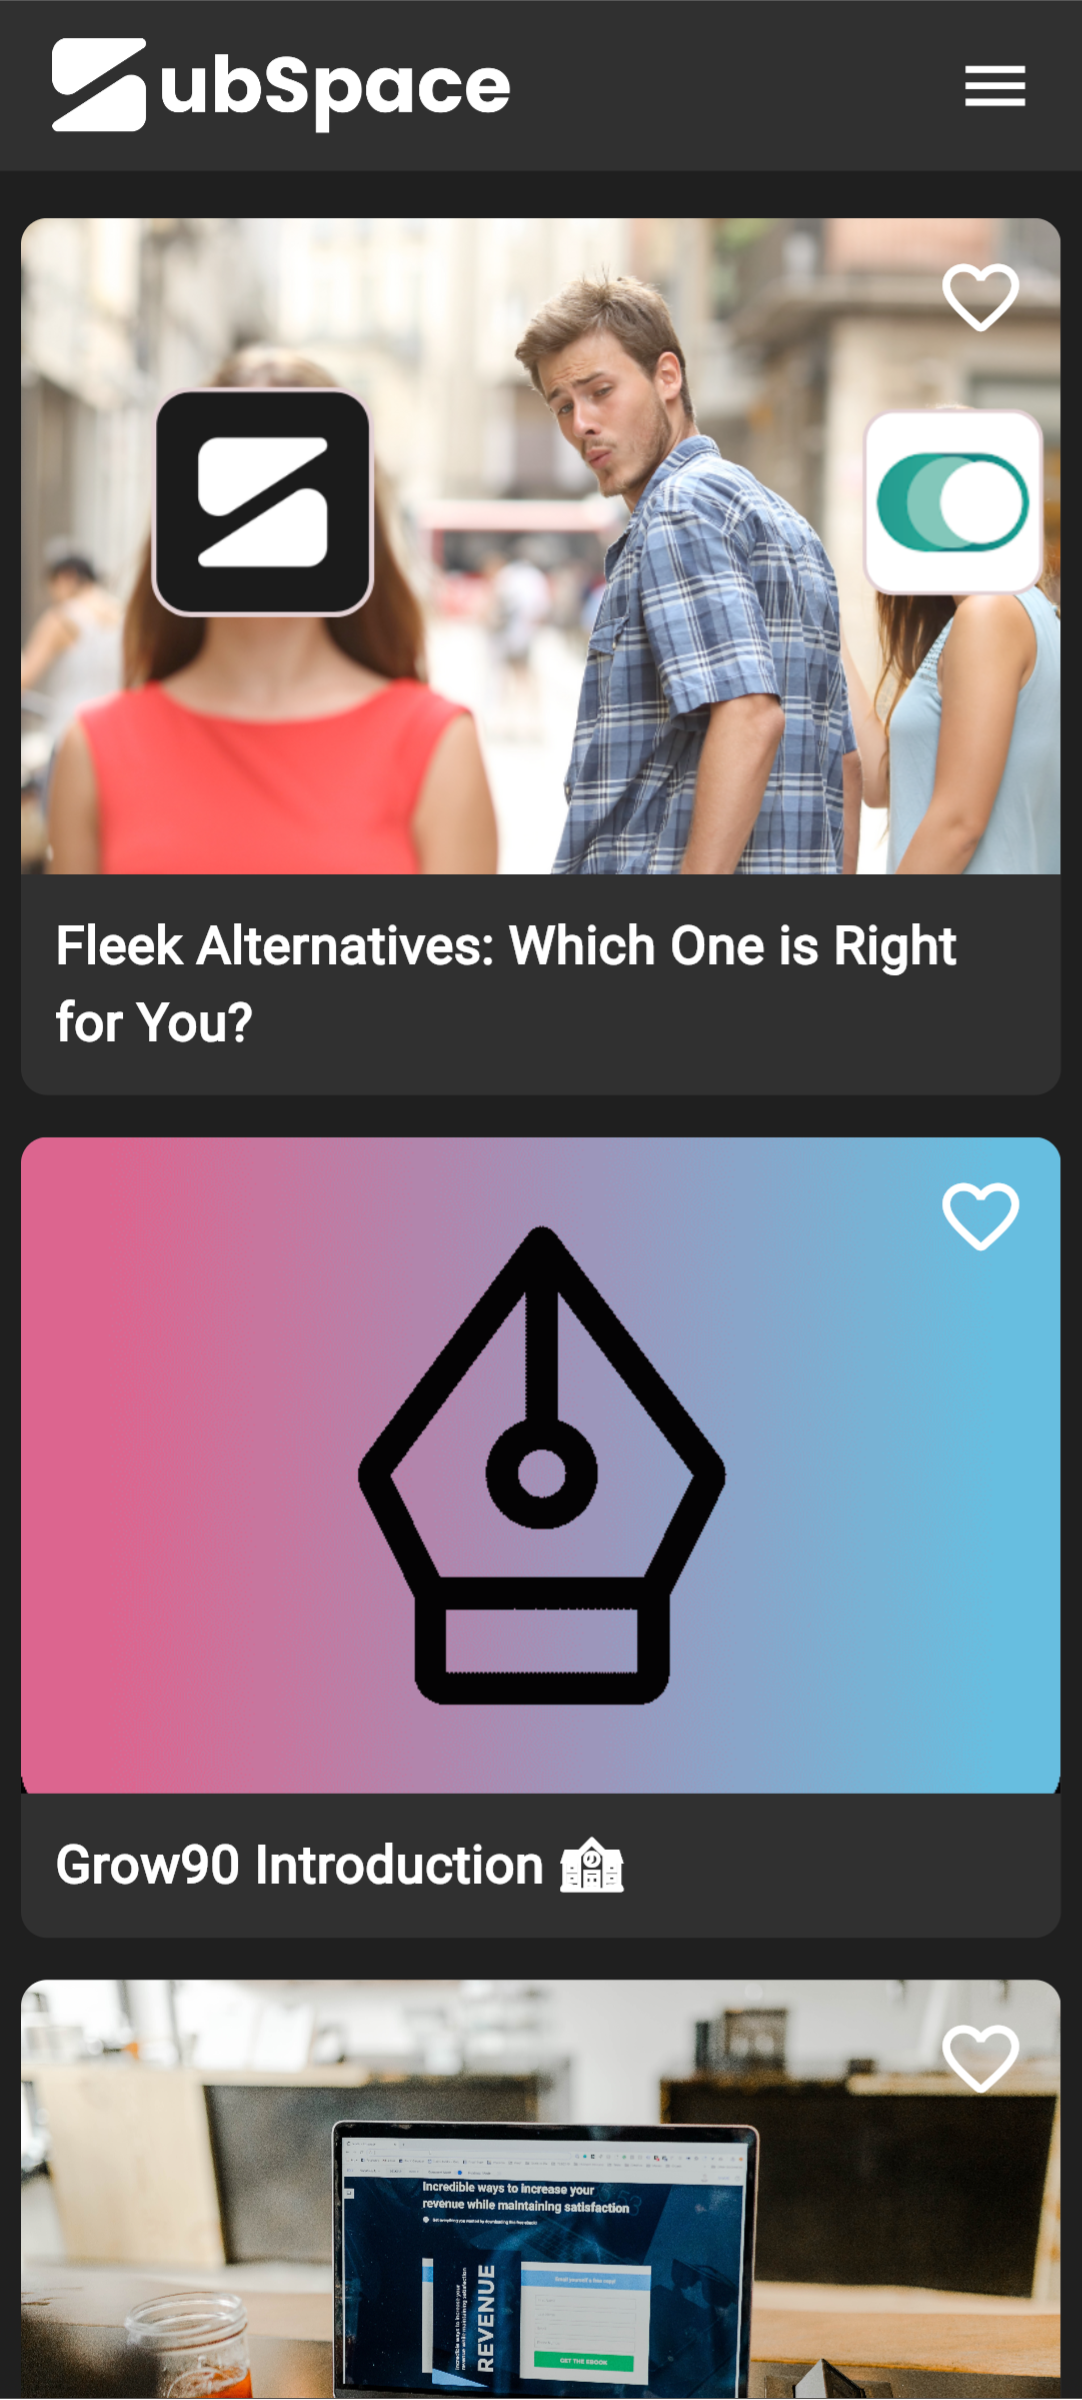 ubSpace
Fleek Alternatives: Which One is Right
for You?
Grow90 Introduction
Incredible ways to increase your
revenue while maintaining satisfaction
REVENUE
GET THE EBOOK